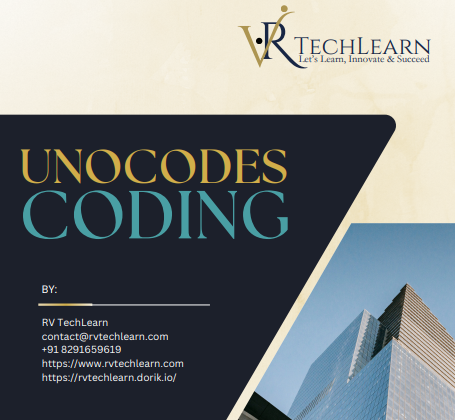 VR TECHLEARN
Let's Learn, Innovate & Succeed
UNOCODES
CODING
BY:
RV TechLearn
contact@rvtechlearn.com
+91 8291659619
https://www.rvtechlearn.com
https://rvtechlearn.dorik.io/